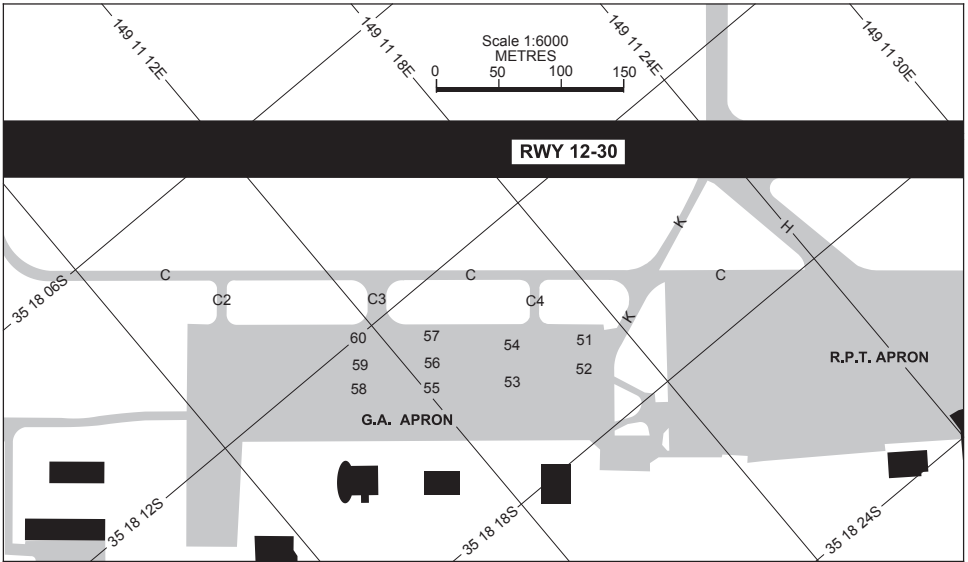 149 11 12E
149 11 18E
149 11 24E
149 11 30E
Scale 1:6000
METRES
0 50 100 150
RWY 12-30
K
H
C
C
C
35 18 06S
C2
C3
C4
K
60
57
54
51
59
56
52
58
55
53
R.P.T. APRON
G.A. APRON
35 18 12S
35 18 18S
35 18 24S